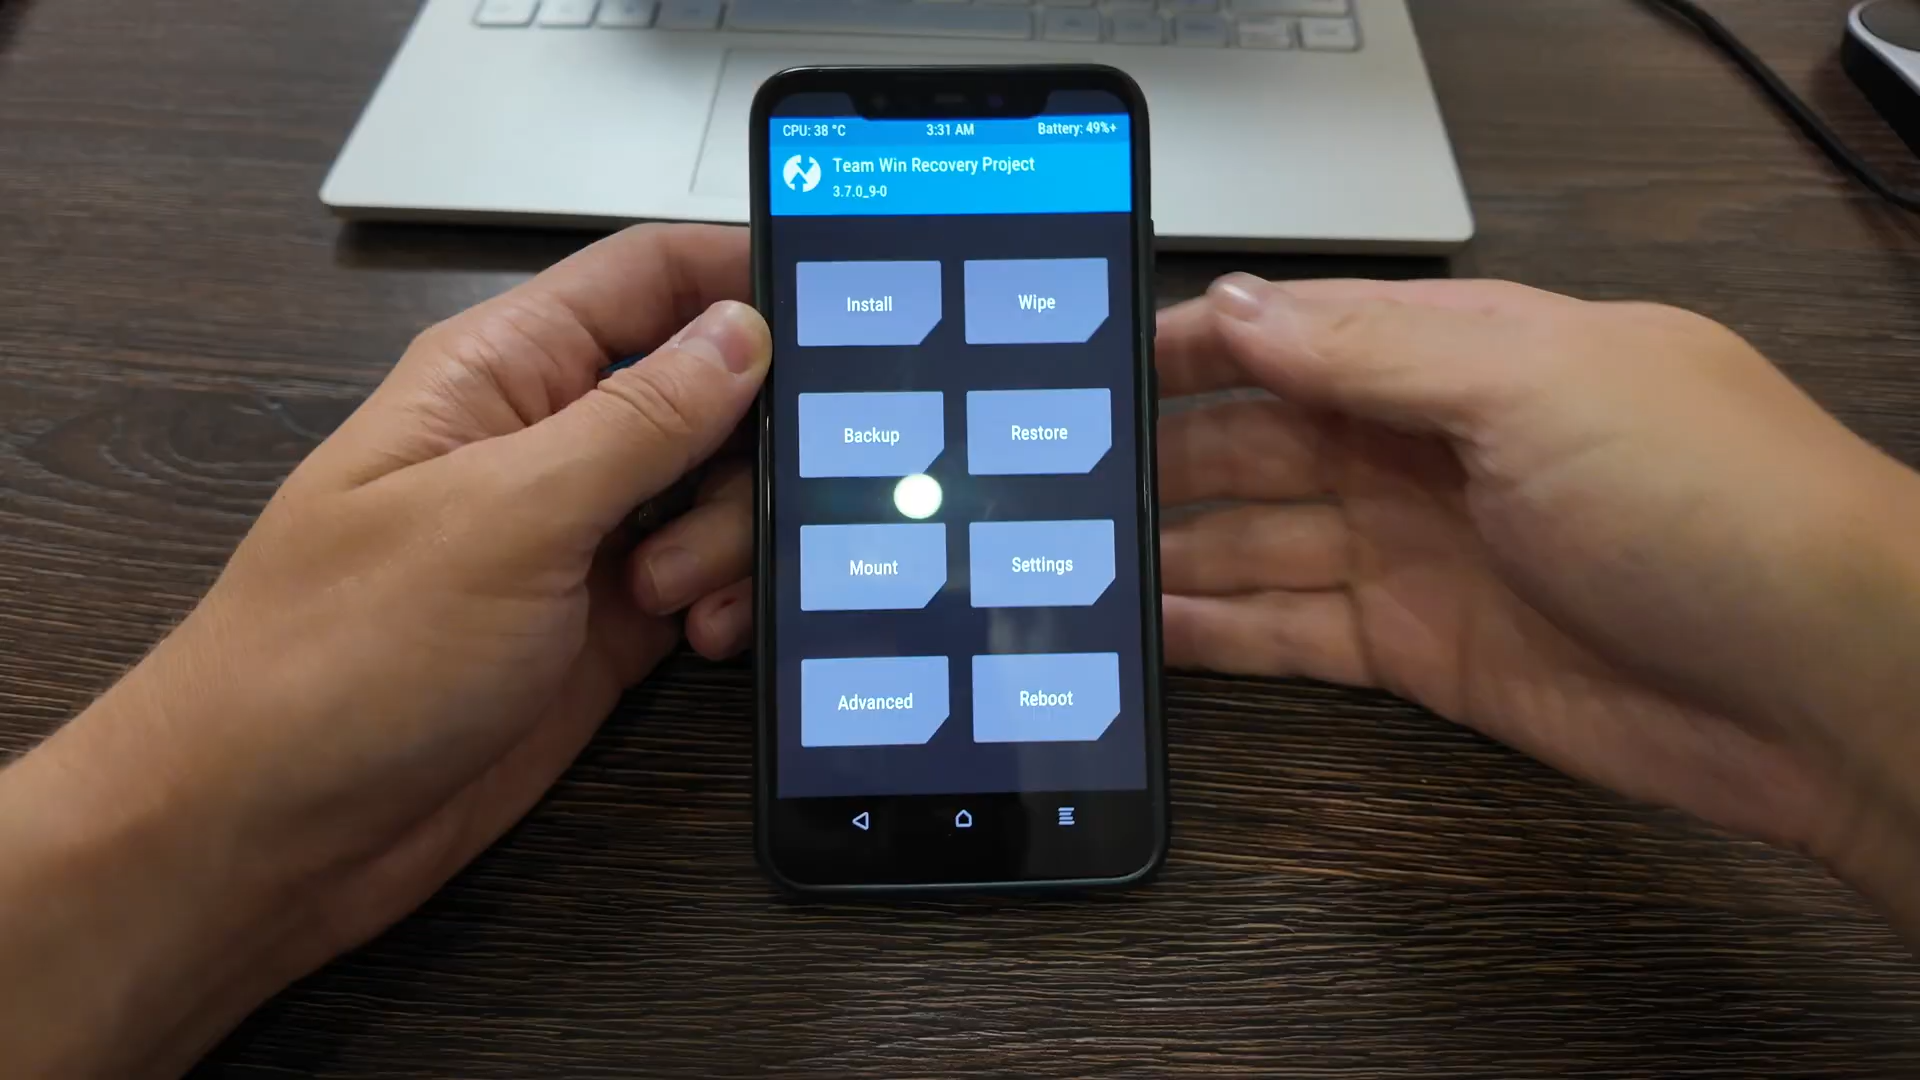 CPU: 38 °C 3:31 AM Battery: 49%+
Team Win Recovery Project
3.7.0_9-0
Install Wipe
Backup Restore
Mount Settings
Advanced Reboot